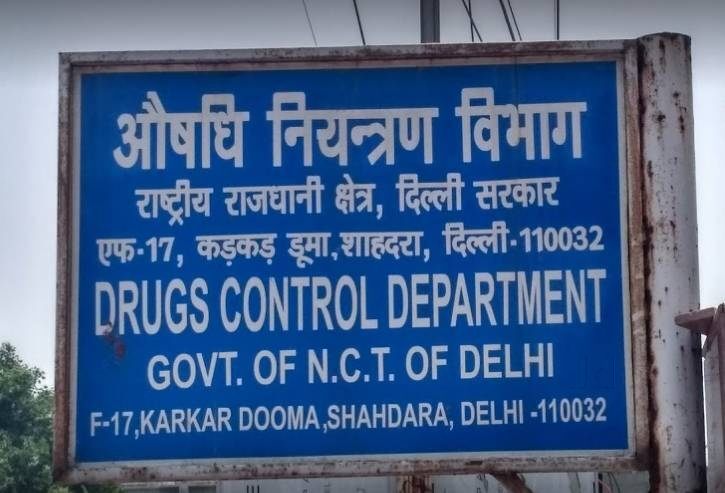 औषधि नियन्त्रण विभाग
राष्ट्रीय राजधानी क्षेत्र, दिल्ली सरकार
एफ-17, कड़कड़ डूमा,शाहदरा, दिल्ली-110032
DRUGS CONTROL DEPARTMENT
GOVT. OF N.C.T. OF DELHI
F-17,KARKAR DOOMA,SHAHDARA, DELHI -110032